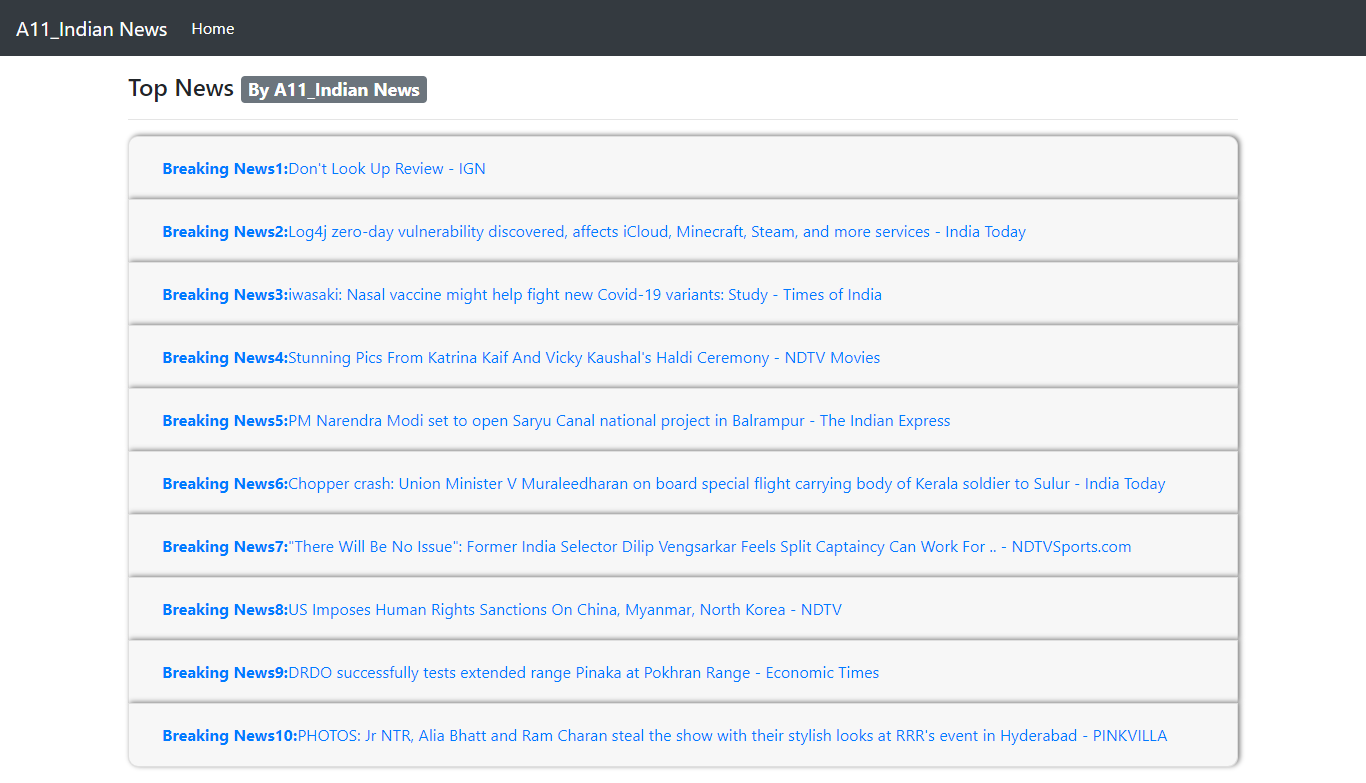 A11_Indian News Home
Top News By A11_Indian News
Breaking News1:Don't Look Up Review - IGN
Breaking News2:Log4j zero-day vulnerability discovered, affects iCloud, Minecraft, Steam, and more services - India Today
Breaking News3:iwasaki: Nasal vaccine might help fight new Covid-19 variants: Study - Times of India
Breaking News4:Stunning Pics From Katrina Kaif And Vicky Kaushal's Haldi Ceremony - NDTV Movies
Breaking News5:PM Narendra Modi set to open Saryu Canal national project in Balrampur - The Indian Express
Breaking News6:Chopper crash: Union Minister V Muraleedharan on board special flight carrying body of Kerala soldier to Sulur - India Today
Breaking News7:"There Will Be No Issue": Former India Selector Dilip Vengsarkar Feels Split Captaincy Can Work For .. - NDTVSports.com
Breaking News8:US Imposes Human Rights Sanctions On China, Myanmar, North Korea - NDTV
Breaking News9:DRDO successfully tests extended range Pinaka at Pokhran Range - Economic Times
Breaking News10:PHOTOS: Jr NTR, Alia Bhatt and Ram Charan steal the show with their stylish looks at RRR's event in Hyderabad - PINKVILLA